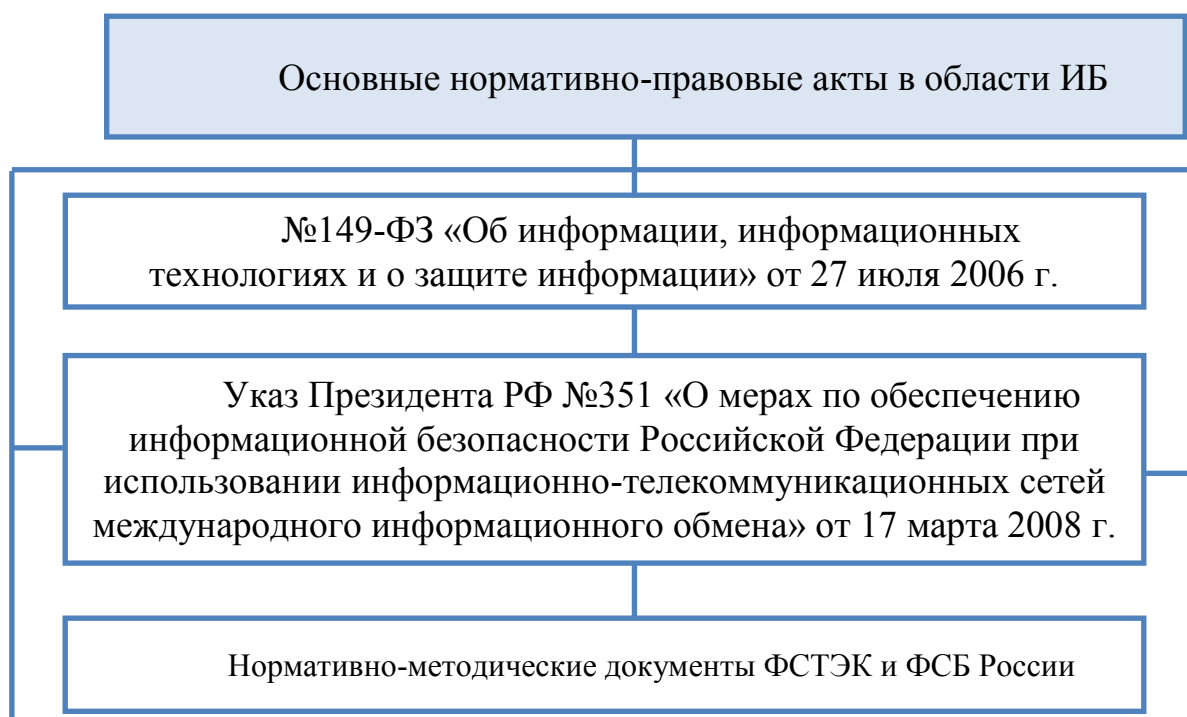 Основные нормативно-правовые акты в области ИБ
№149-ФЗ «Об информации, информационных
технологиях и о защите информации» от 27 июля 2006 г.
Указ Президента РФ №351 «О мерах по обеспечению
информационной безопасности Российской Федерации при
использовании информационно-телекоммуникационных сетей
международного информационного обмена» от 17 марта 2008 г.
Нормативно-методические документы ФСТЭК и ФСБ России